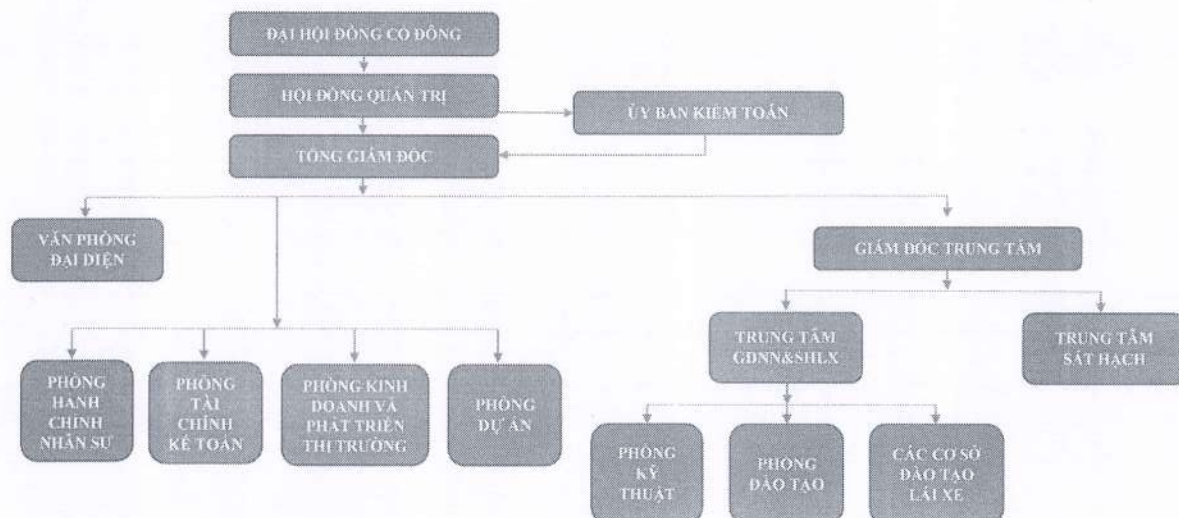 ĐẠI HỘI ĐỒNG CỔ ĐÔNG
HỘI ĐỒNG QUẢN TRỊ
ỦY BAN KIỂM TOÁN
TỔNG GIÁM ĐỐC
VĂN PHÒNG
ĐẠI DIỆN
GIÁM ĐỐC TRUNG TÂM
TRUNG TÂM
GDNN&SHLX
TRUNG TÂM
SÁT HẠCH
PHÒNG
HÀNH
CHÍNH
NHÂN SỰ
PHÒNG
TÀI
CHÍNH
KẾ TOÁN
PHÒNG KINH
DOANH VÀ
PHÁT TRIỂN
THỊ TRƯỜNG
PHÒNG
DỰ ÁN
PHÒNG
KỸ
THUẬT
PHÒNG
ĐÀO TẠO
CÁC CƠ SỞ
ĐÀO TẠO
LÁI XE